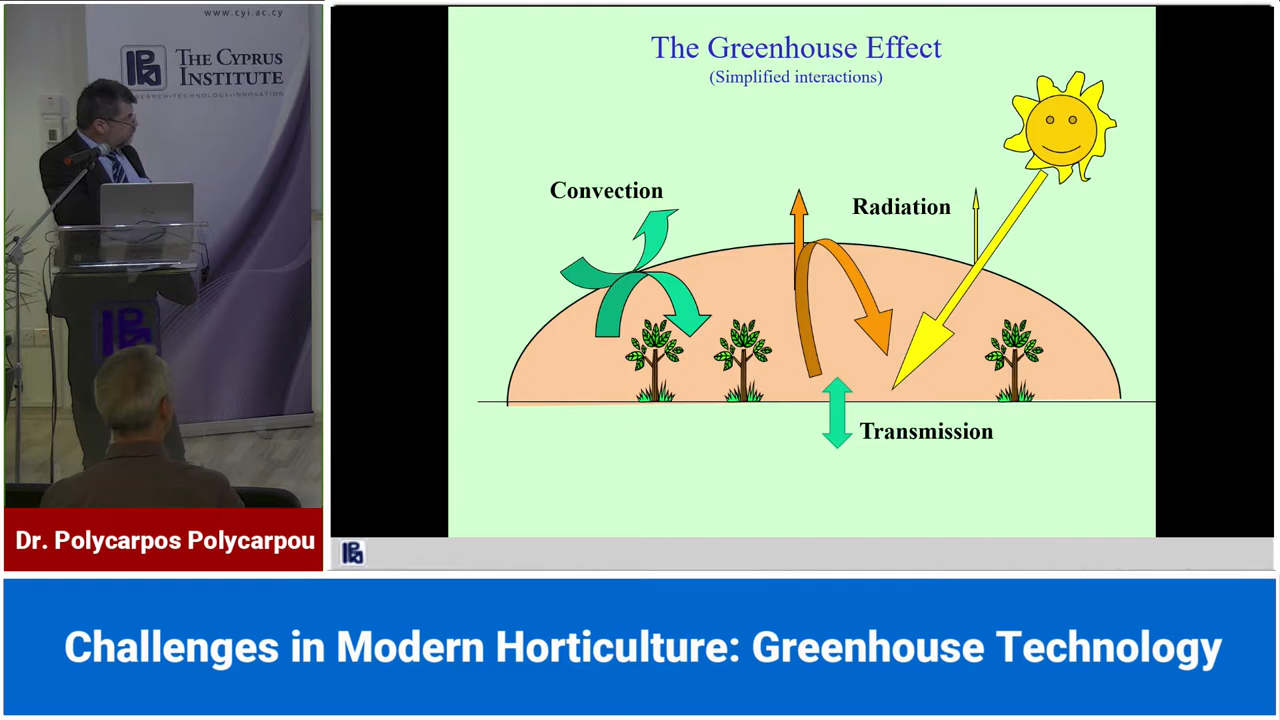 www.cyi.ac.cy
THE CYPRUS
INSTITUTE
RESEARCH•TECHNOLOGY•INNOVATION
The Greenhouse Effect
(Simplified interactions)
Convection
Radiation
Transmission
Dr. Polycarpos Polycarpou
Challenges in Modern Horticulture: Greenhouse Technology